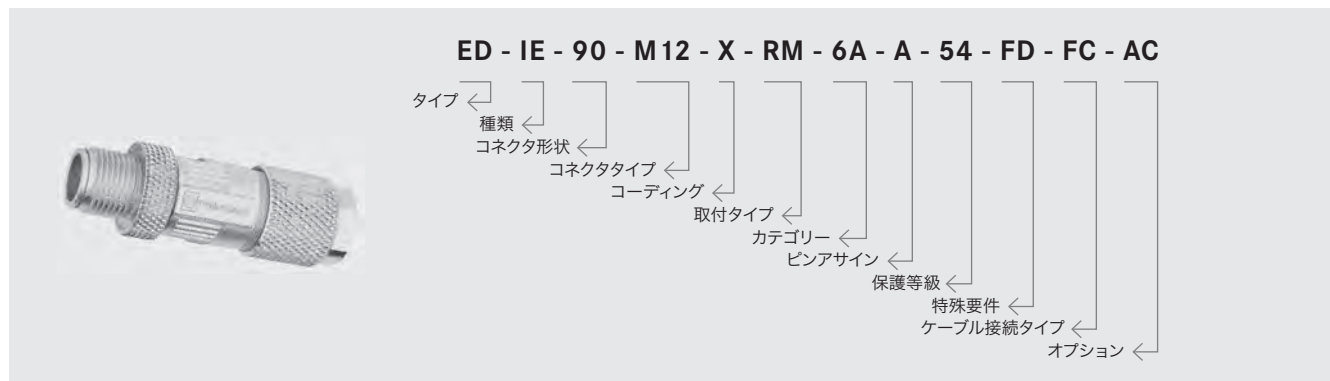 ED - IE - 90 - M12 - X - RM - 6A - A - 54 - FD - FC - AC
タイプ
種類
コネクタ形状
コネクタタイプ
コーディング
取付タイプ
カテゴリー
ピンアサイン
保護等級
特殊要件
ケーブル接続タイプ
オプション